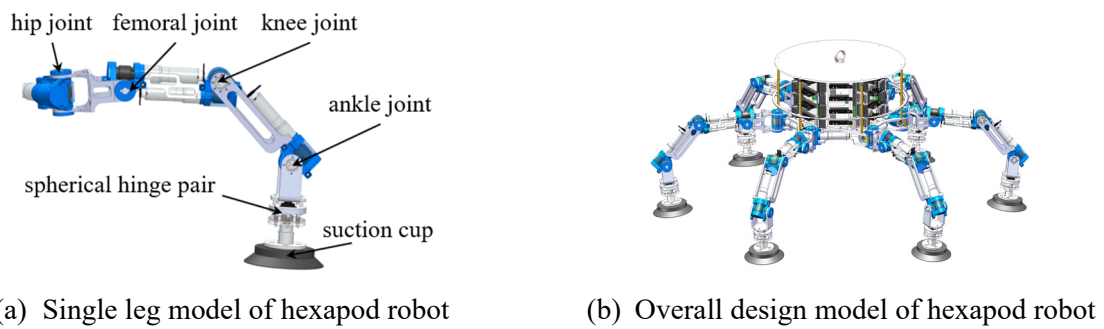 hip joint femoral joint knee joint
ankle joint
spherical hinge pair
suction cup
(a) Single leg model of hexapod robot
(b) Overall design model of hexapod robot